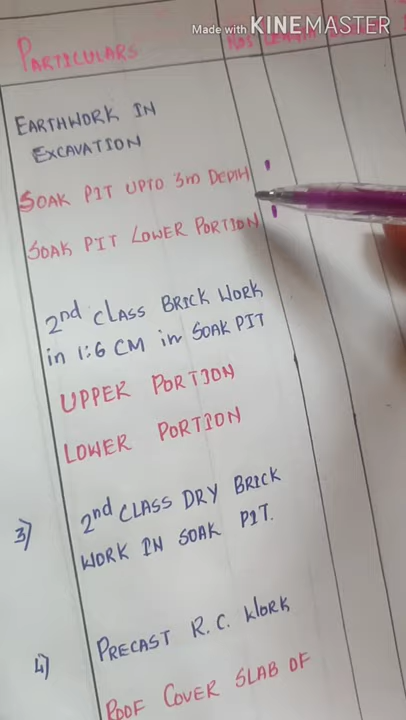 Made with KINEMASTER
PARTICULARS
NOS LENGTH
EARTHWORK IN
EXCAVATION
SOAK PIT UPTO 3m DEPTH
SOAK PIT LOWER PORTION
2nd CLASS BRICK WORK
in 1:6 CM in SOAK PIT
UPPER PORTION
LOWER PORTION
3) 2nd CLASS DRY BRICK
WORK IN SOAK PIT.
4) PRECAST R.C. WORK
ROOF COVER SLAB OF